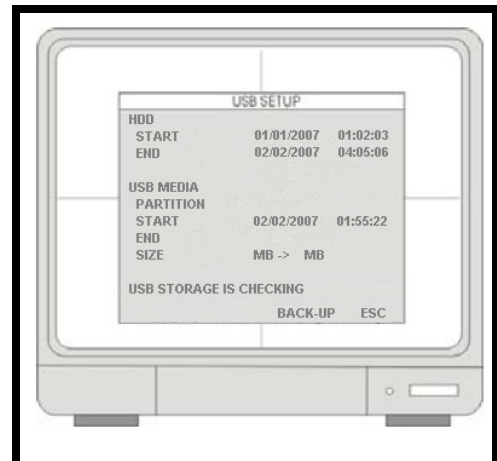 USB SETUP
HDD
START 01/01/2007 01:02:03
END 02/02/2007 04:05:06
USB MEDIA
PARTITION
START 02/02/2007 01:55:22
END
SIZE MB -> MB
USB STORAGE IS CHECKING
BACK-UP ESC